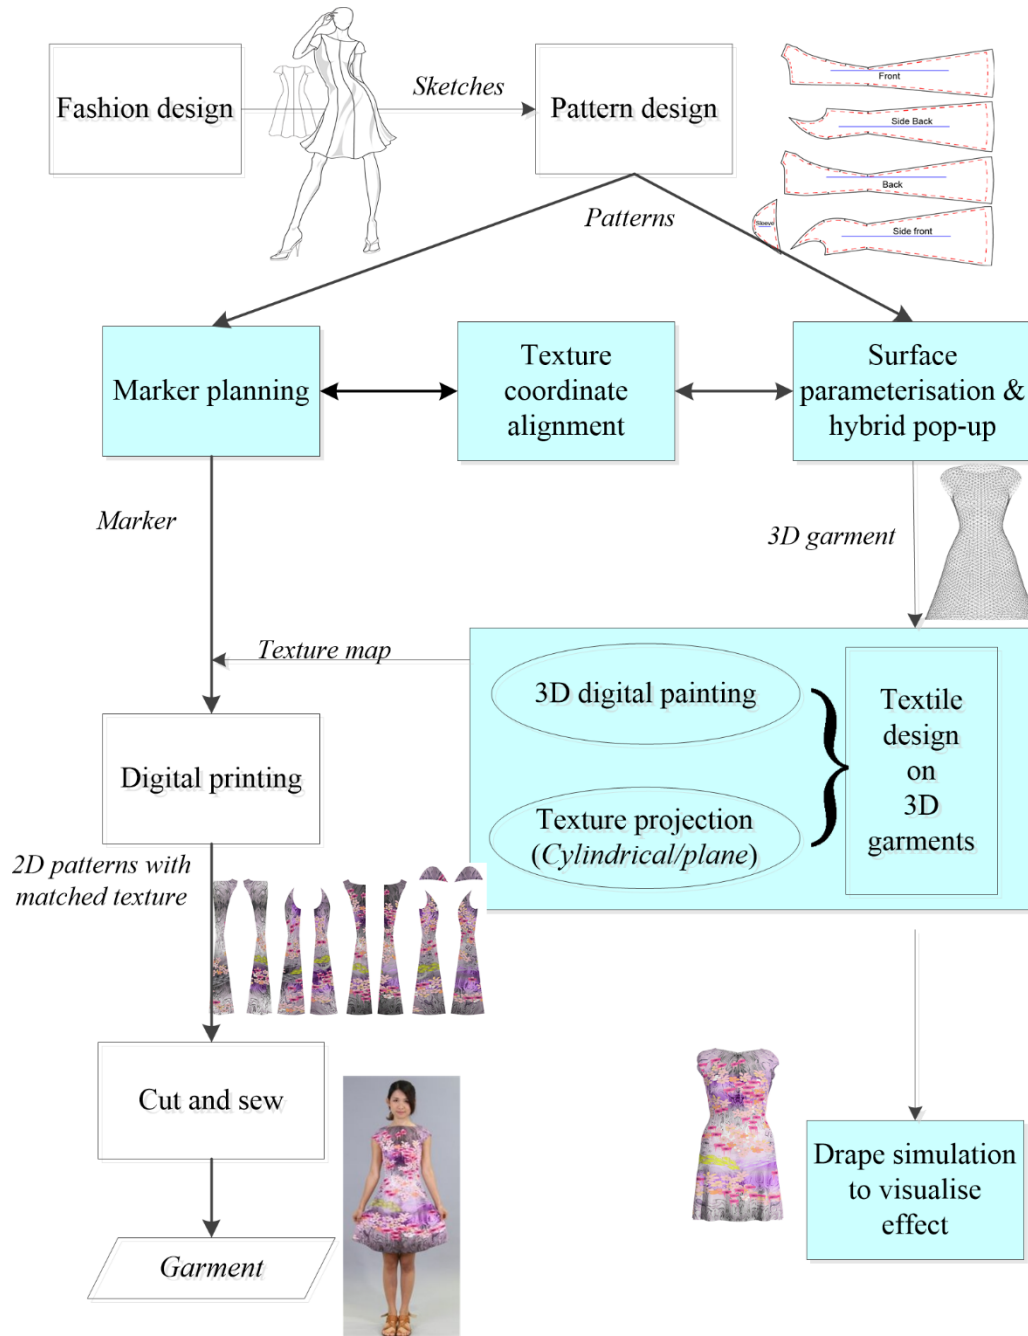 Fashion design
Sketches
Pattern design
Front
Side Back
Back
Sleeve
Side front
Patterns
Marker planning
Texture
coordinate
alignment
Surface
parameterisation &
hybrid pop-up
Marker
3D garment
Texture map
3D digital painting
Texture projection
(Cylindrical/plane)
Textile
design
on
3D
garments
Digital printing
2D patterns with
matched texture
Cut and sew
Drape simulation
to visualise
effect
Garment